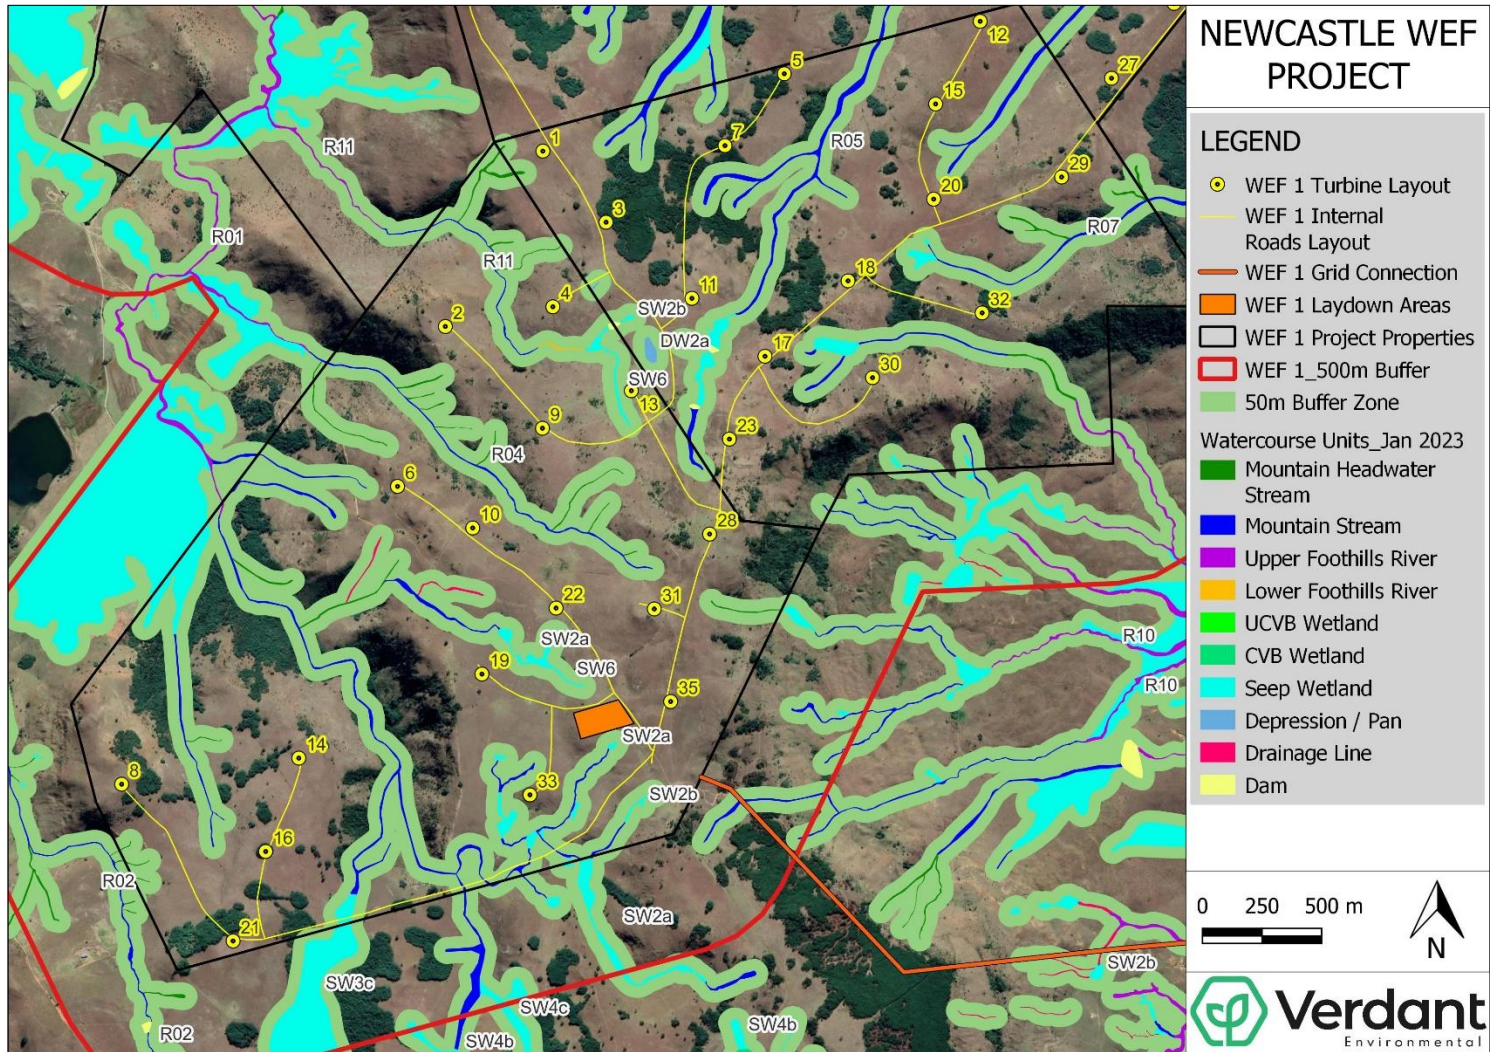 NEWCASTLE WEF
PROJECT
LEGEND
WEF 1 Turbine Layout
WEF 1 Internal
Roads Layout
WEF 1 Grid Connection
WEF 1 Laydown Areas
WEF 1 Project Properties
WEF 1_500m Buffer
50m Buffer Zone
Watercourse Units_Jan 2023
Mountain Headwater
Stream
Mountain Stream
Upper Foothills River
Lower Foothills River
UCVB Wetland
CVB Wetland
Seep Wetland
Depression / Pan
Drainage Line
Dam
0 250 500 m
N
Verdant
Environmental
12
5
27
15
R11
1
7
R05
29
20
3
R01
R07
R11
18
11
4
SW2b
32
2
DW2a
17
SW6
30
13
9
23
R04
6
10
28
22
31
R10
SW2a
19
SW6
R10
35
SW2a
14
8
33
SW2b
16
R02
SW2a
21
SW2b
SW3c
SW4c
SW4b
R02
SW4b